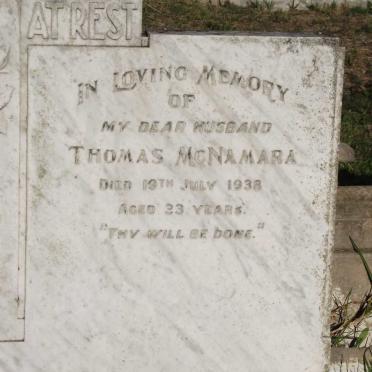 AT REST
IN LOVING MEMORY
OF
MY DEAR HUSBAND
THOMAS MCNAMARA
DIED 19TH JULY 1938
AGED 23 YEARS.
"THY WILL BE DONE."